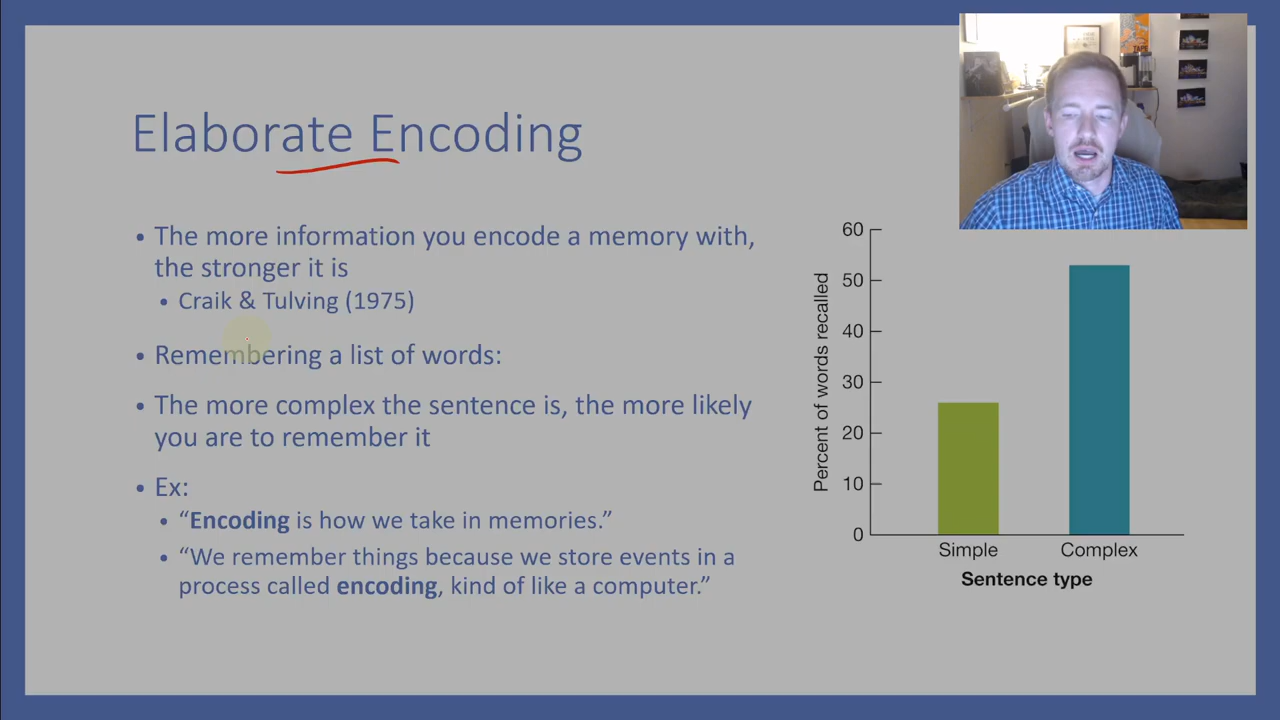 Elaborate Encoding
• The more information you encode a memory with,
the stronger it is
• Craik & Tulving (1975)
• Remembering a list of words:
• The more complex the sentence is, the more likely
you are to remember it
• Ex:
• “Encoding is how we take in memories.”
• “We remember things because we store events in a
process called encoding, kind of like a computer.”
Percent of words recalled
60
50
40
30
20
10
0
Simple Complex
Sentence type